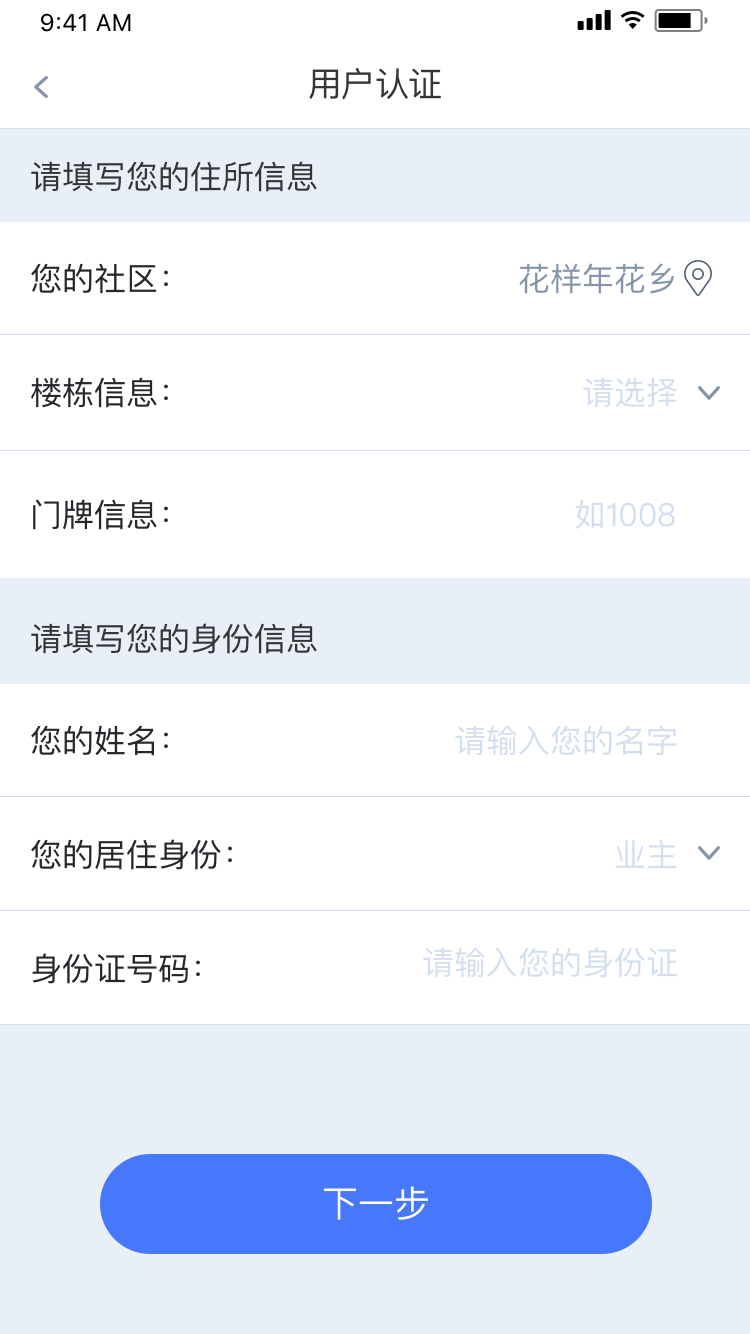 9:41 AM
用户认证
请填写您的住所信息
您的社区：
花样年花乡
楼栋信息：
请选择
门牌信息：
如1008
请填写您的身份信息
您的姓名：
请输入您的名字
您的居住身份：
业主
身份证号码：
请输入您的身份证
下一步